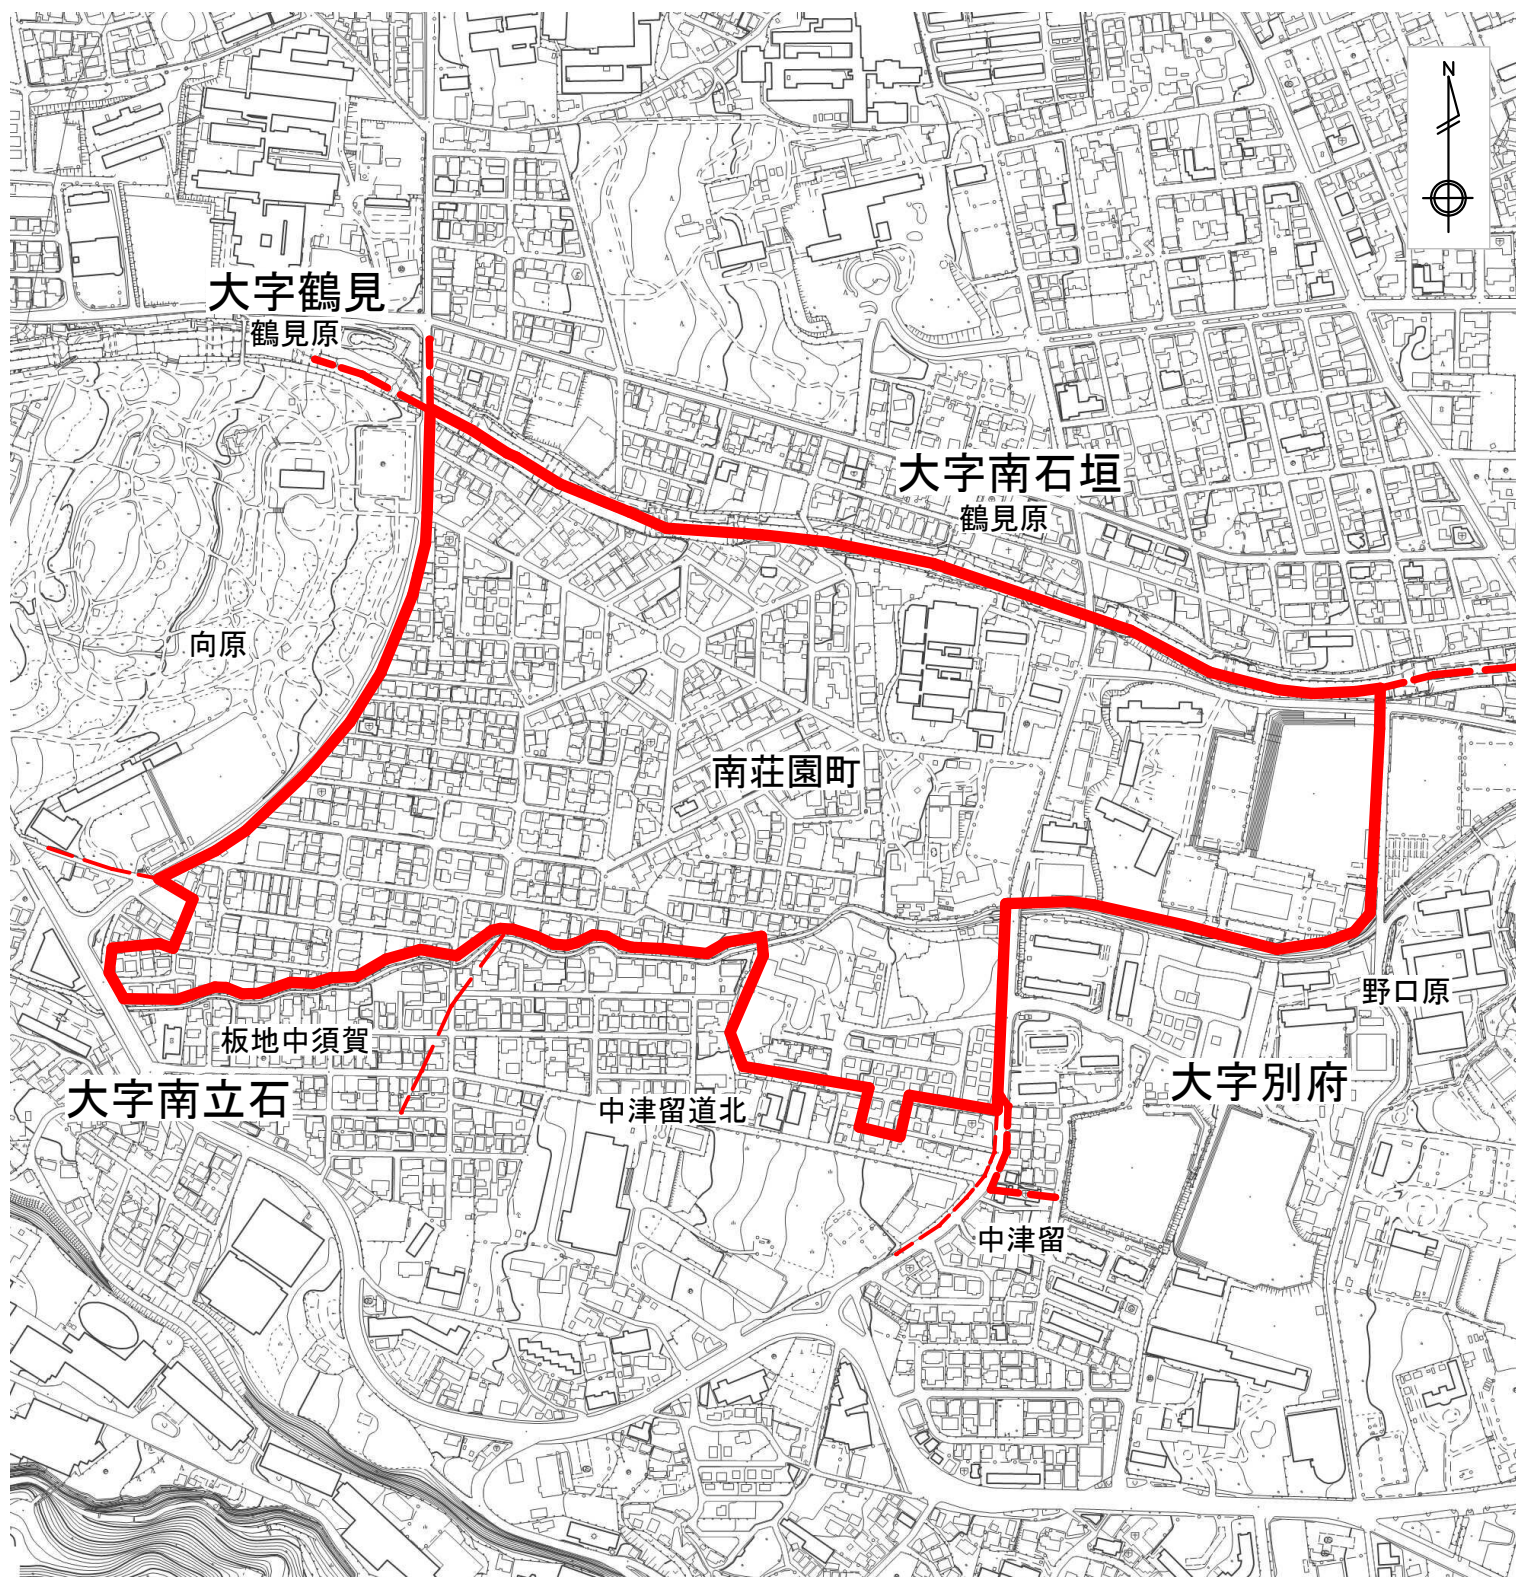 N
大字鶴見
鶴見原
大字南石垣
鶴見原
向原
南荘園町
野口原
板地中須賀
大字別府
大字南立石
中津留道北
中津留